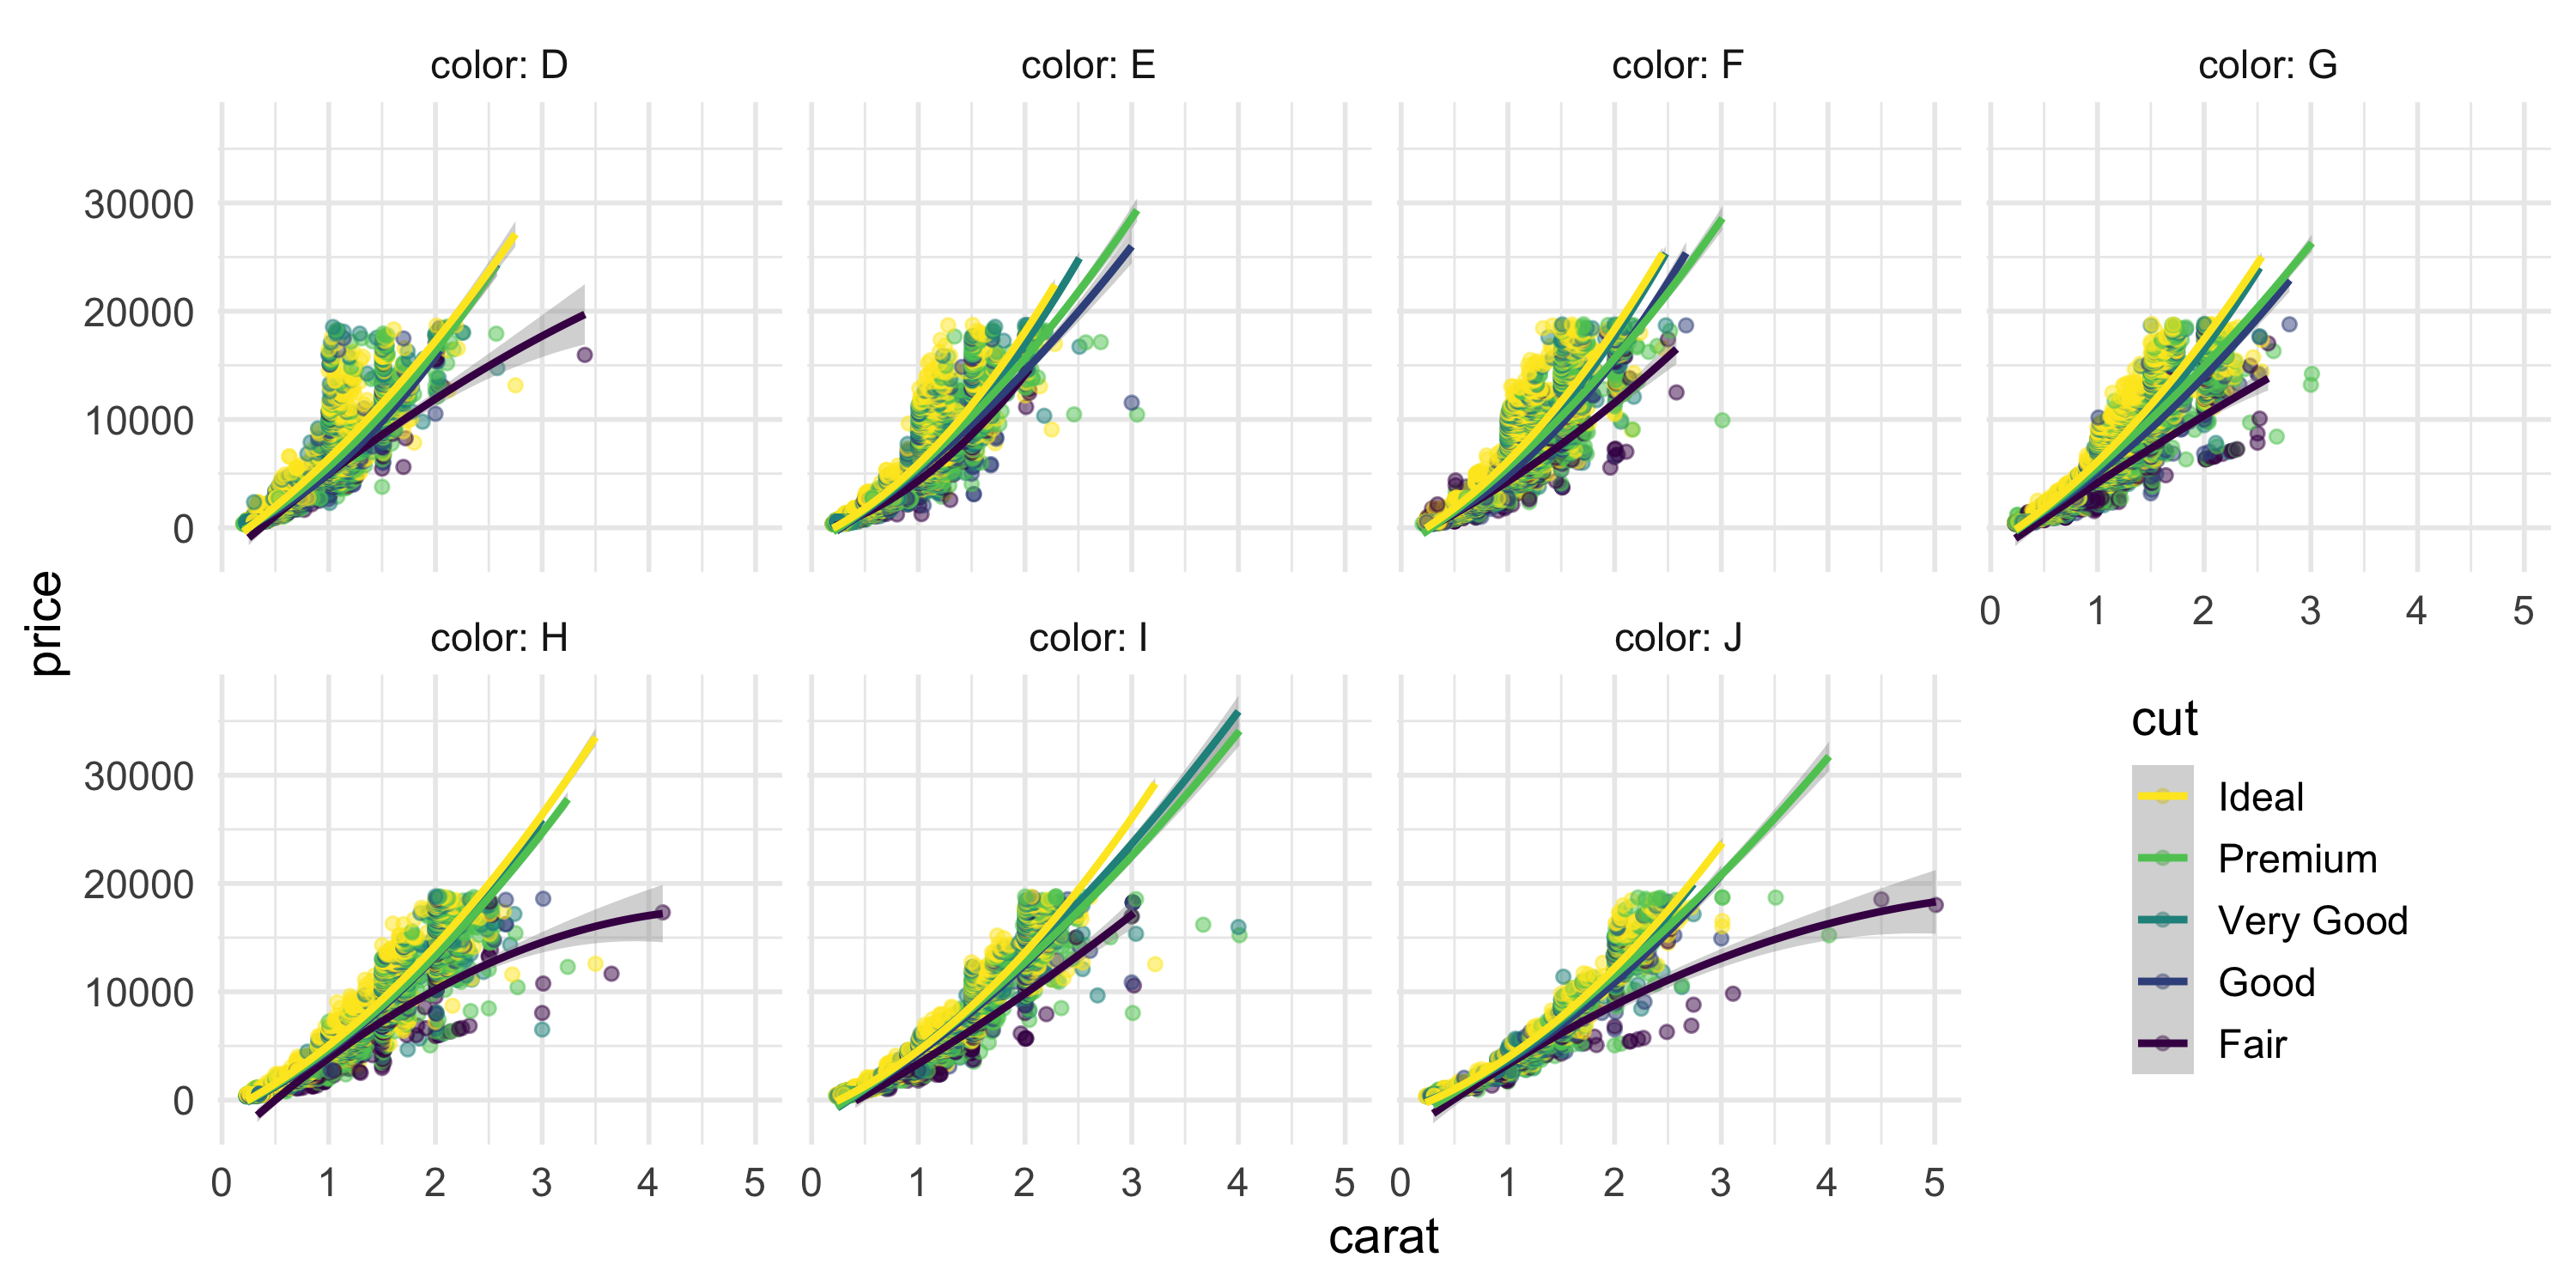 color: D
color: E
color: F
color: G
30000
20000
10000
0
0 1 2 3 4 5
price
color: H
color: I
color: J
30000
20000
10000
0
0 1 2 3 4 5
0 1 2 3 4 5
0 1 2 3 4 5
carat
cut
Ideal
Premium
Very Good
Good
Fair